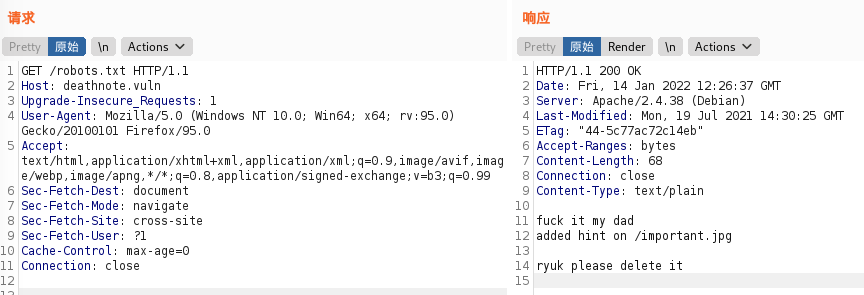 请求
Pretty 原始 \n Actions
1 GET /robots.txt HTTP/1.1
2 Host: deathnote.vuln
3 Upgrade-Insecure_Requests: 1
4 User-Agent: Mozilla/5.0 (Windows NT 10.0; Win64; x64; rv:95.0)
Gecko/20100101 Firefox/95.0
5 Accept:
text/html,application/xhtml+xml,application/xml;q=0.9,image/avif,imag
e/webp,image/apng,*/*;q=0.8,application/signed-exchange;v=b3;q=0.99
6 Sec-Fetch-Dest: document
7 Sec-Fetch-Mode: navigate
8 Sec-Fetch-Site: cross-site
9 Sec-Fetch-User: ?1
10 Cache-Control: max-age=0
11 Connection: close
12
13
响应
Pretty 原始 Render \n Actions
1 HTTP/1.1 200 OK
2 Date: Fri, 14 Jan 2022 12:26:37 GMT
3 Server: Apache/2.4.38 (Debian)
4 Last-Modified: Mon, 19 Jul 2021 14:30:25 GMT
5 ETag: "44-5c77ac72c14eb"
6 Accept-Ranges: bytes
7 Content-Length: 68
8 Connection: close
9 Content-Type: text/plain
10
11 fuck it my dad
12 added hint on /important.jpg
13
14 ryuk please delete it
15